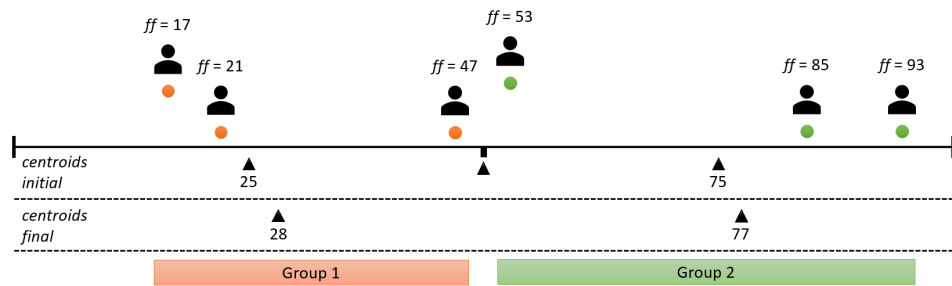 ff = 53
ff = 17
ff = 21
ff = 47
ff = 85
ff = 93
centroids
initial
25
75
centroids
final
28
77
Group 1
Group 2